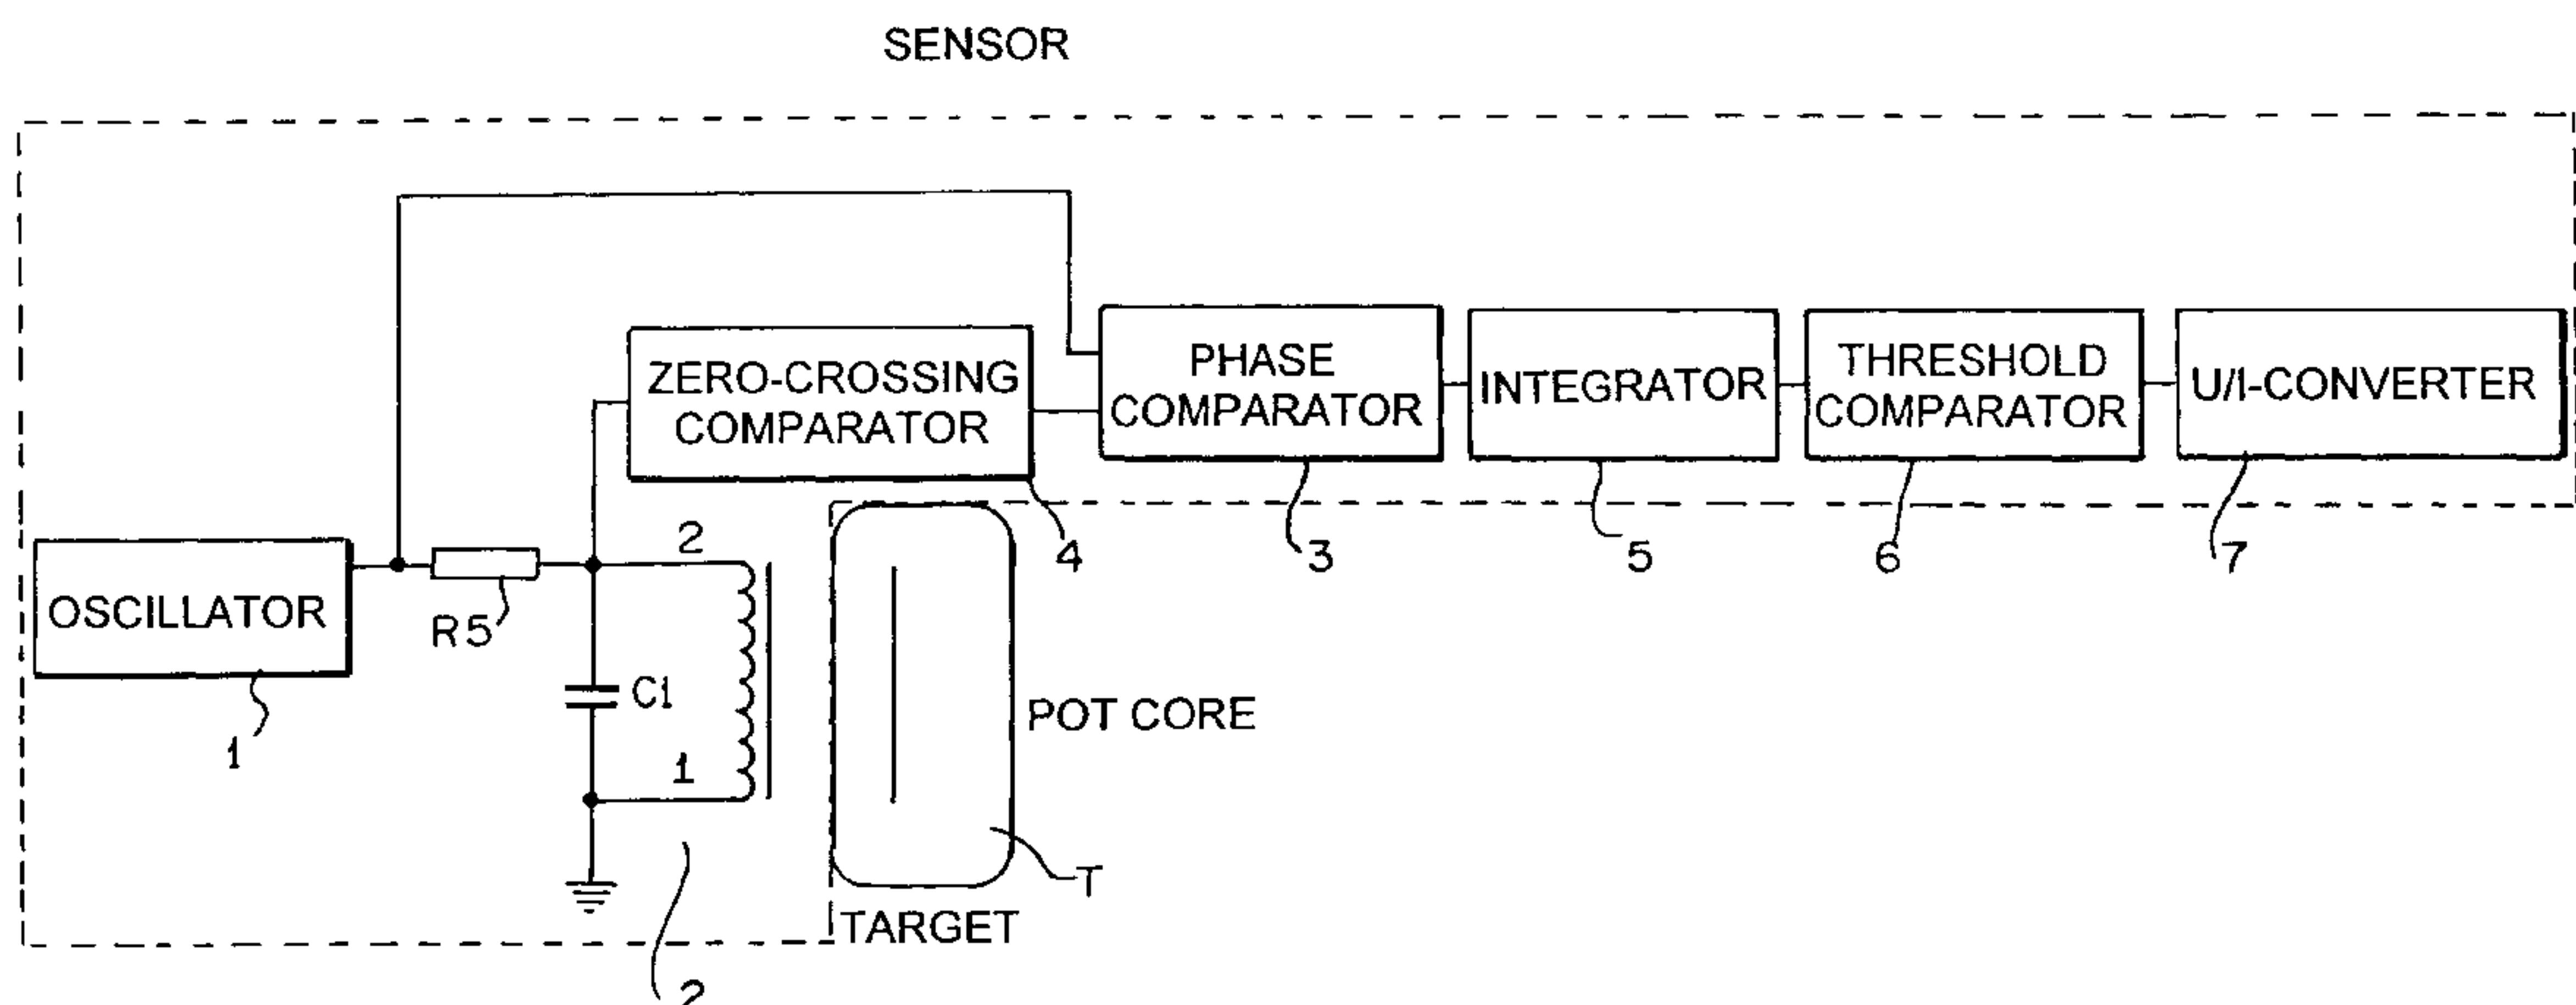 SENSOR
ZERO-CROSSING
COMPARATOR
PHASE
COMPARATOR
INTEGRATOR
THRESHOLD
COMPARATOR
U/I-CONVERTER
4
3
5
6
7
OSCILLATOR
1
R5
2
C1
1
POT CORE
T
TARGET
2